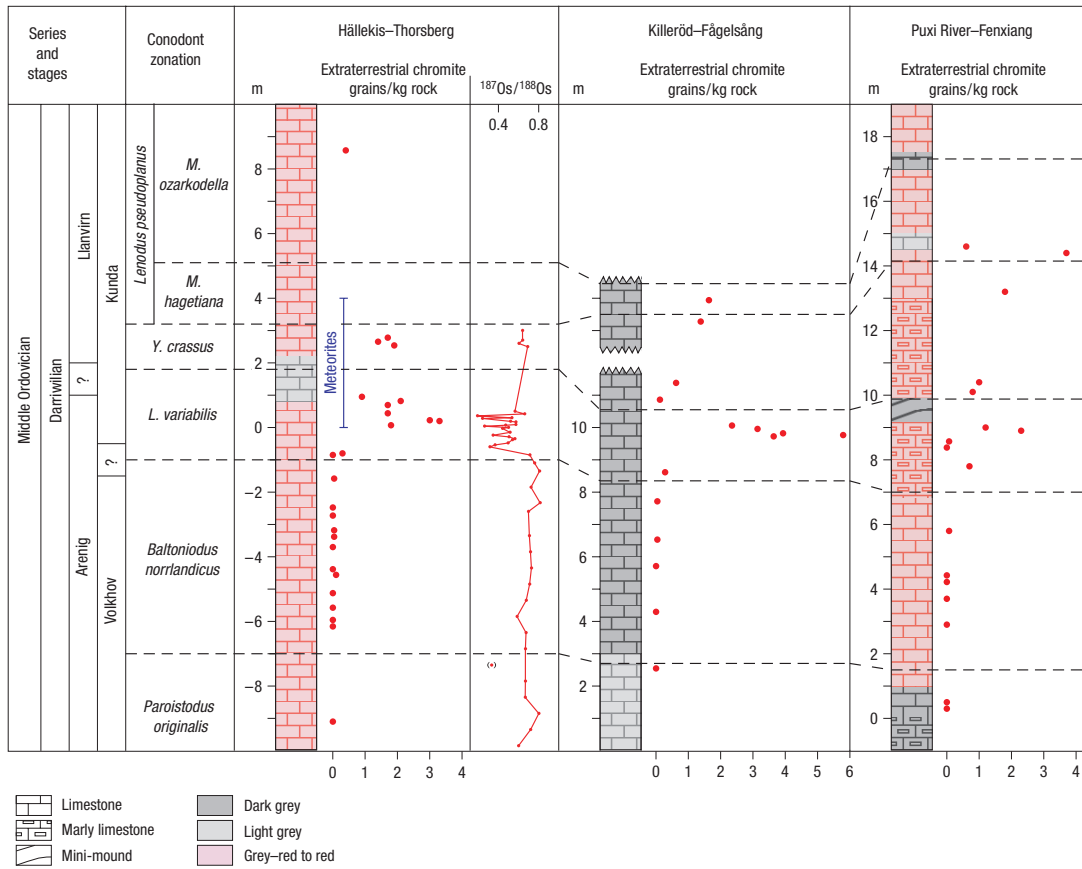 Series
and
stages
Conodont
zonation
Hällekis–Thorsberg
Killeröd–Fågelsång
Puxi River–Fenxiang
Extraterrestrial chromite
m grains/kg rock
187Os/188Os
Extraterrestrial chromite
m grains/kg rock
Extraterrestrial chromite
m grains/kg rock
0.4 0.8
Middle Ordovician
Darriwilian
Llanvirn
?
Arenig
Kunda
?
Volkhov
Lenodus pseudoplanus
M.
ozarkodella
M.
hagetiana
Y. crassus
L. variabilis
Baltoniodus
norrlandicus
Paroistodus
originalis
8
6
4
2
0
–2
–4
–6
–8
Meteorites
( )
10
8
6
4
2
18
16
14
12
10
8
6
4
2
0
0 1 2 3 4
0 1 2 3 4 5 6
0 1 2 3 4
Limestone
Marly limestone
Mini-mound
Dark grey
Light grey
Grey–red to red